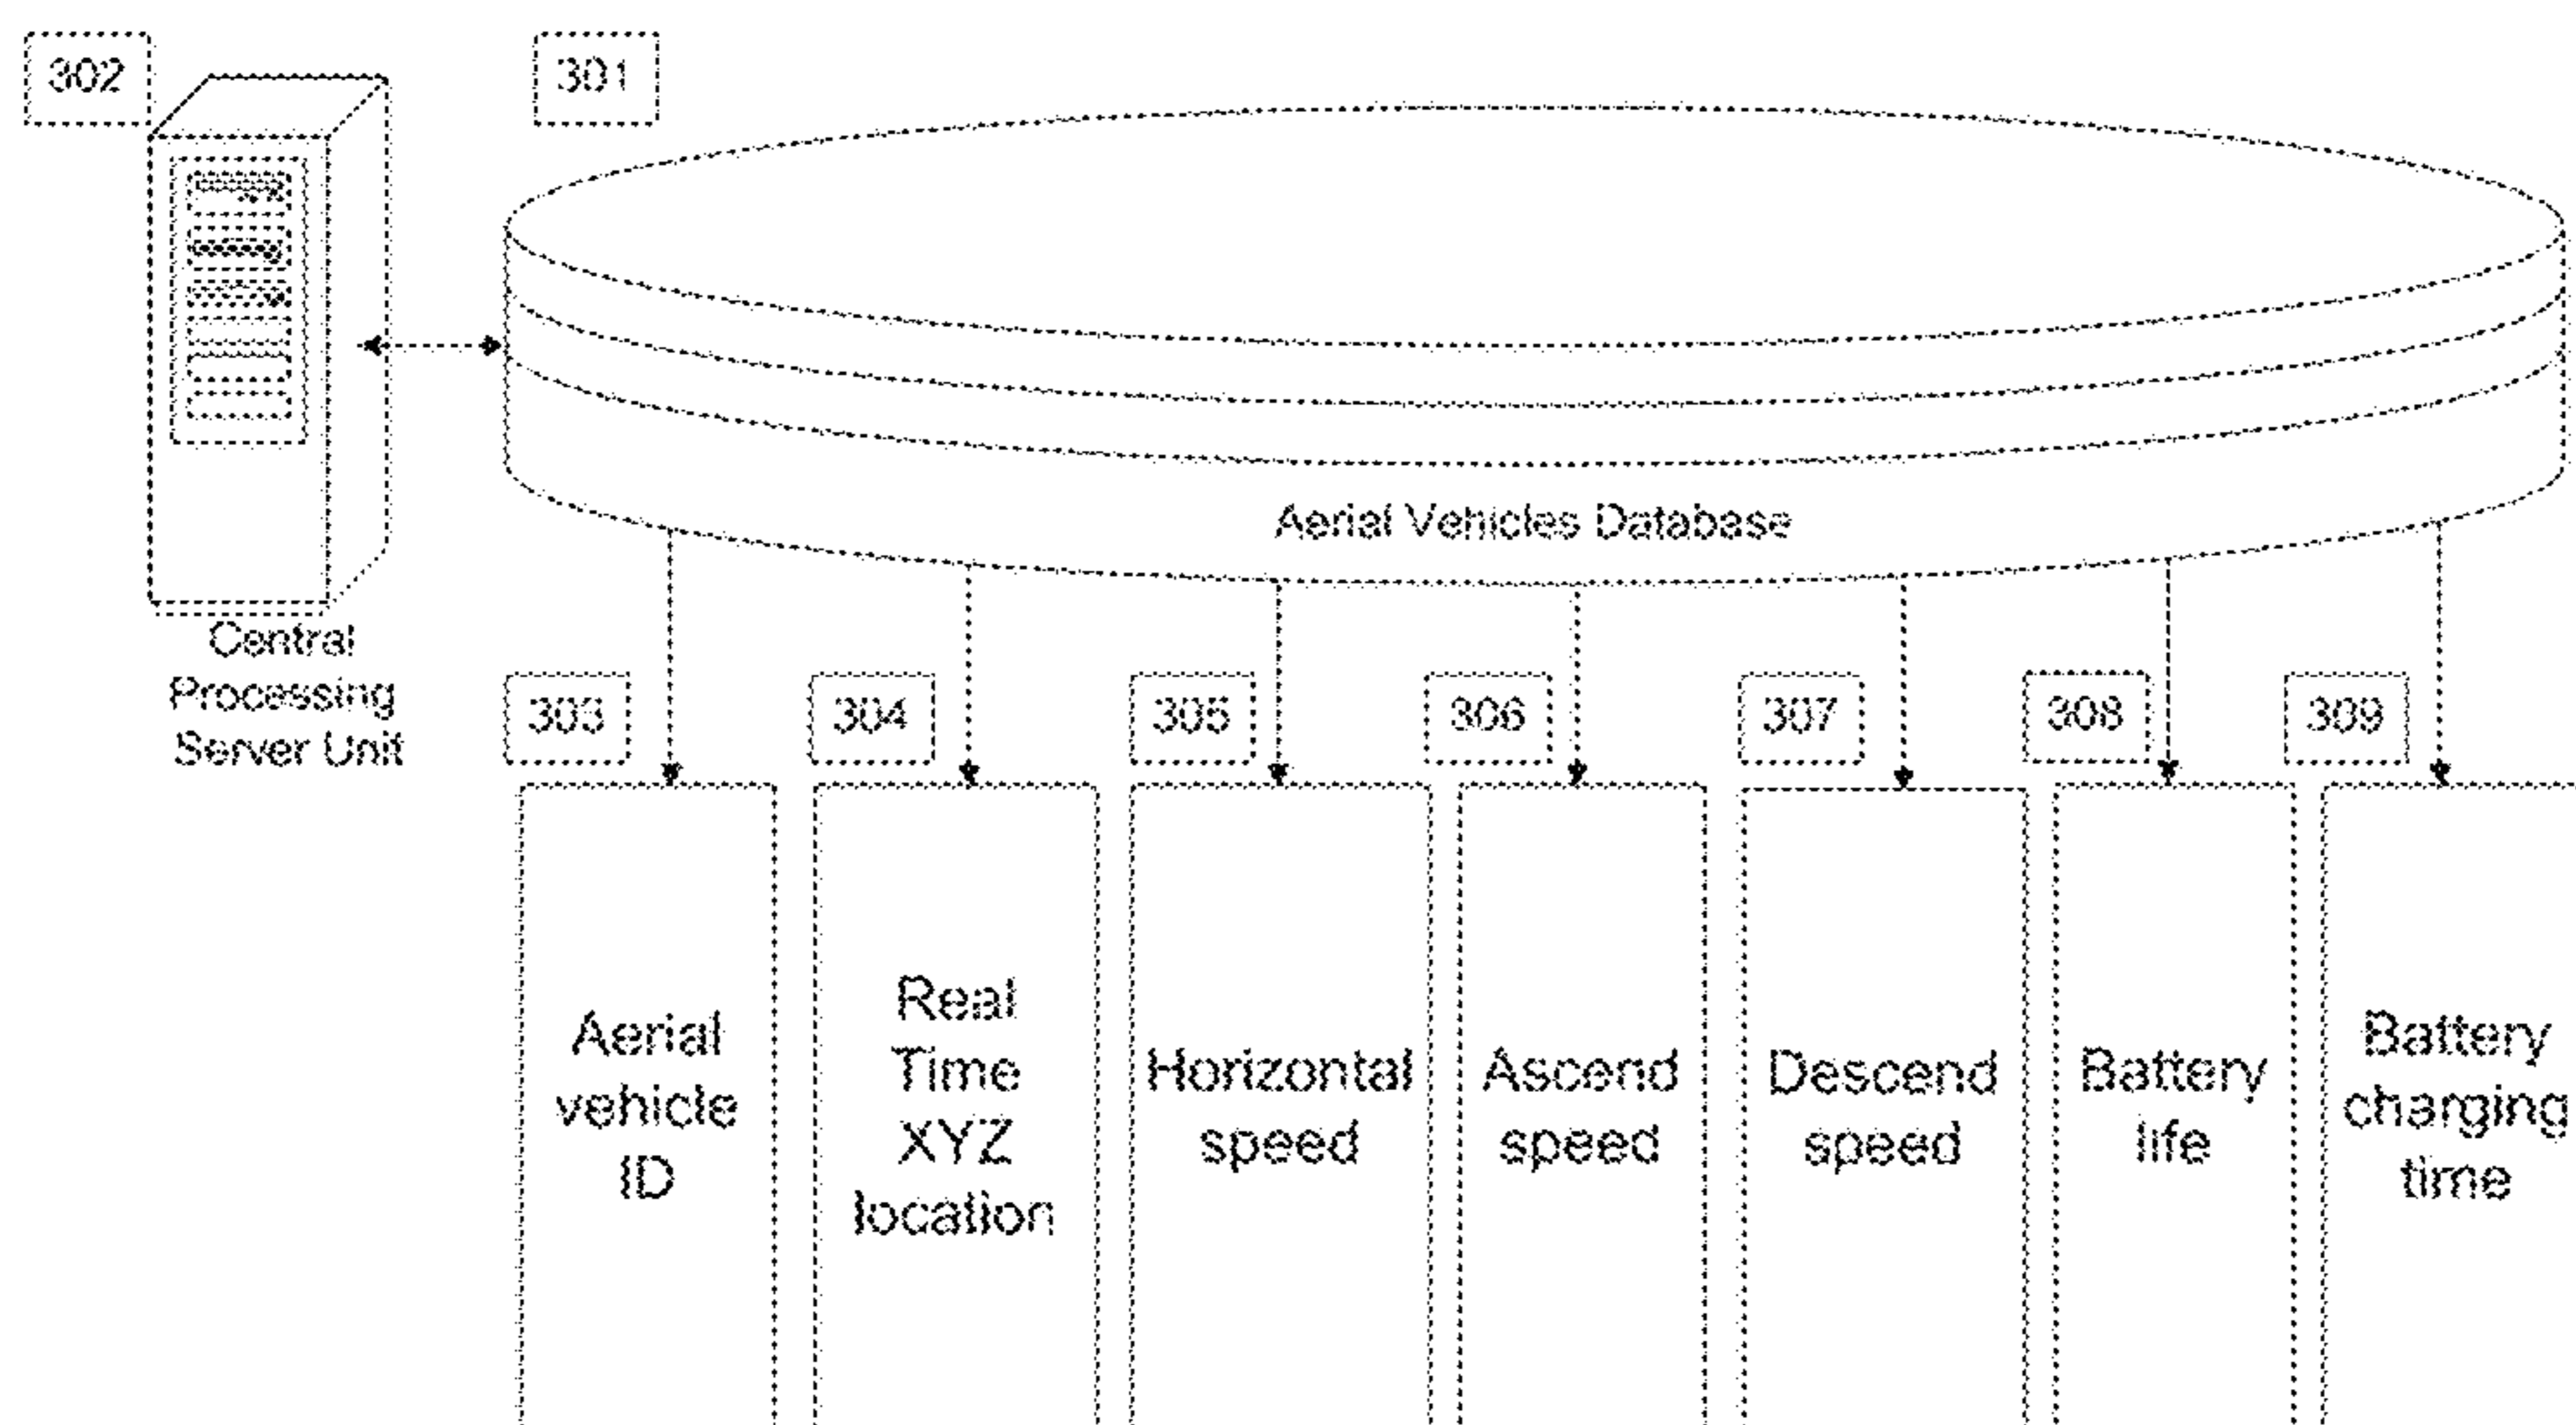 302
301
Aerial Vehicles Database
Central
Processing
Server Unit
303
304
305
306
307
308
309
Aerial
vehicle
ID
Real
Time
XYZ
location
Horizontal
speed
Ascend
speed
Descend
speed
Battery
life
Battery
charging
time